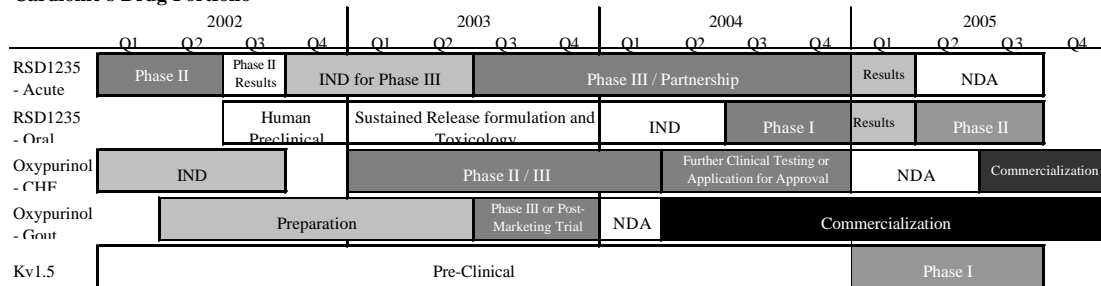 Cardiome's Drug Portfolio
2002 2003 2004 2005
Q1 Q2 Q3 Q4 Q1 Q2 Q3 Q4 Q1 Q2 Q3 Q4 Q1 Q2 Q3 Q4
RSD1235
- Acute
Phase II
Phase II
Results
IND for Phase III
Phase III / Partnership
Results
NDA
RSD1235
- Oral
Human
Preclinical
Sustained Release formulation and
Toxicology
IND
Phase I
Results
Phase II
Oxypurinol
- CHF
IND
Phase II / III
Further Clinical Testing or
Application for Approval
NDA
Commercialization
Oxypurinol
- Gout
Preparation
Phase III or Post-
Marketing Trial
NDA
Commercialization
Kv1.5
Pre-Clinical
Phase I